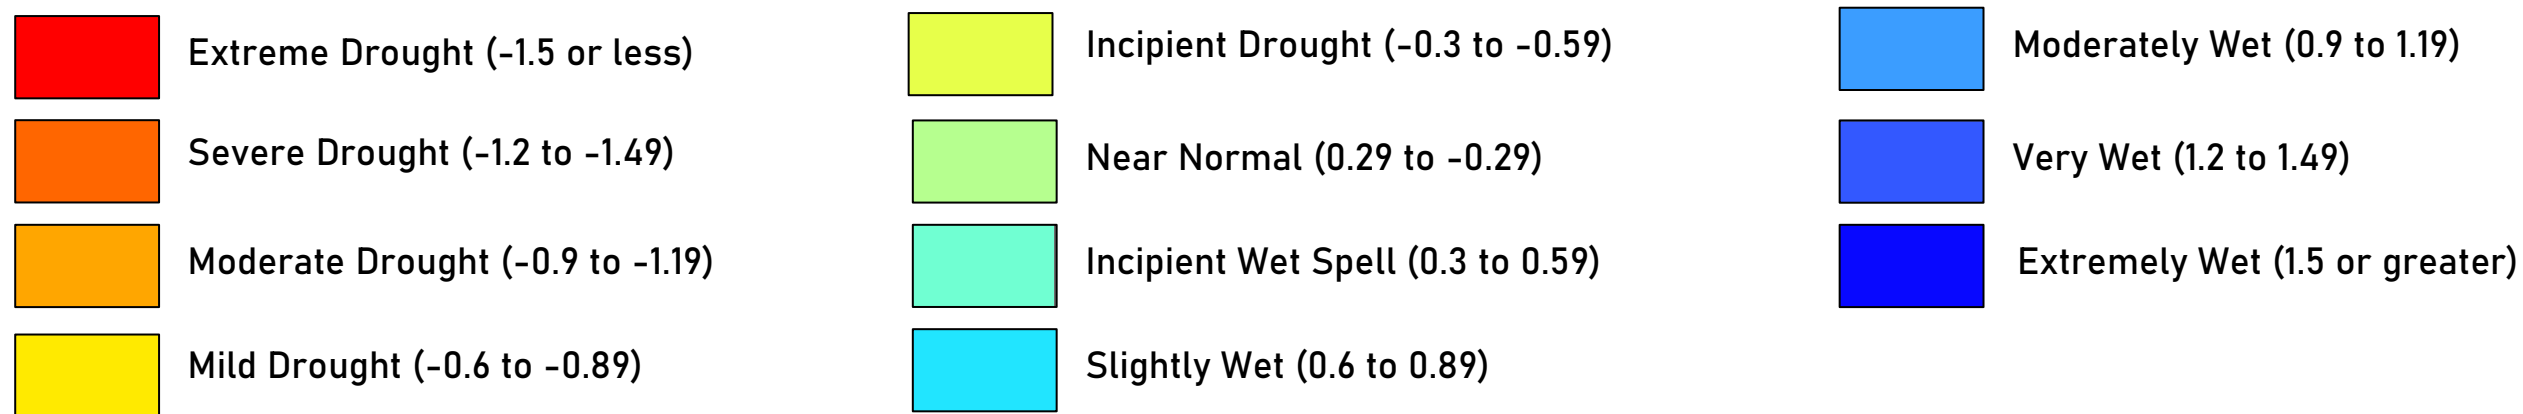 Extreme Drought (-1.5 or less)
Severe Drought (-1.2 to -1.49)
Moderate Drought (-0.9 to -1.19)
Mild Drought (-0.6 to -0.89)
Incipient Drought (-0.3 to -0.59)
Near Normal (0.29 to -0.29)
Incipient Wet Spell (0.3 to 0.59)
Slightly Wet (0.6 to 0.89)
Moderately Wet (0.9 to 1.19)
Very Wet (1.2 to 1.49)
Extremely Wet (1.5 or greater)